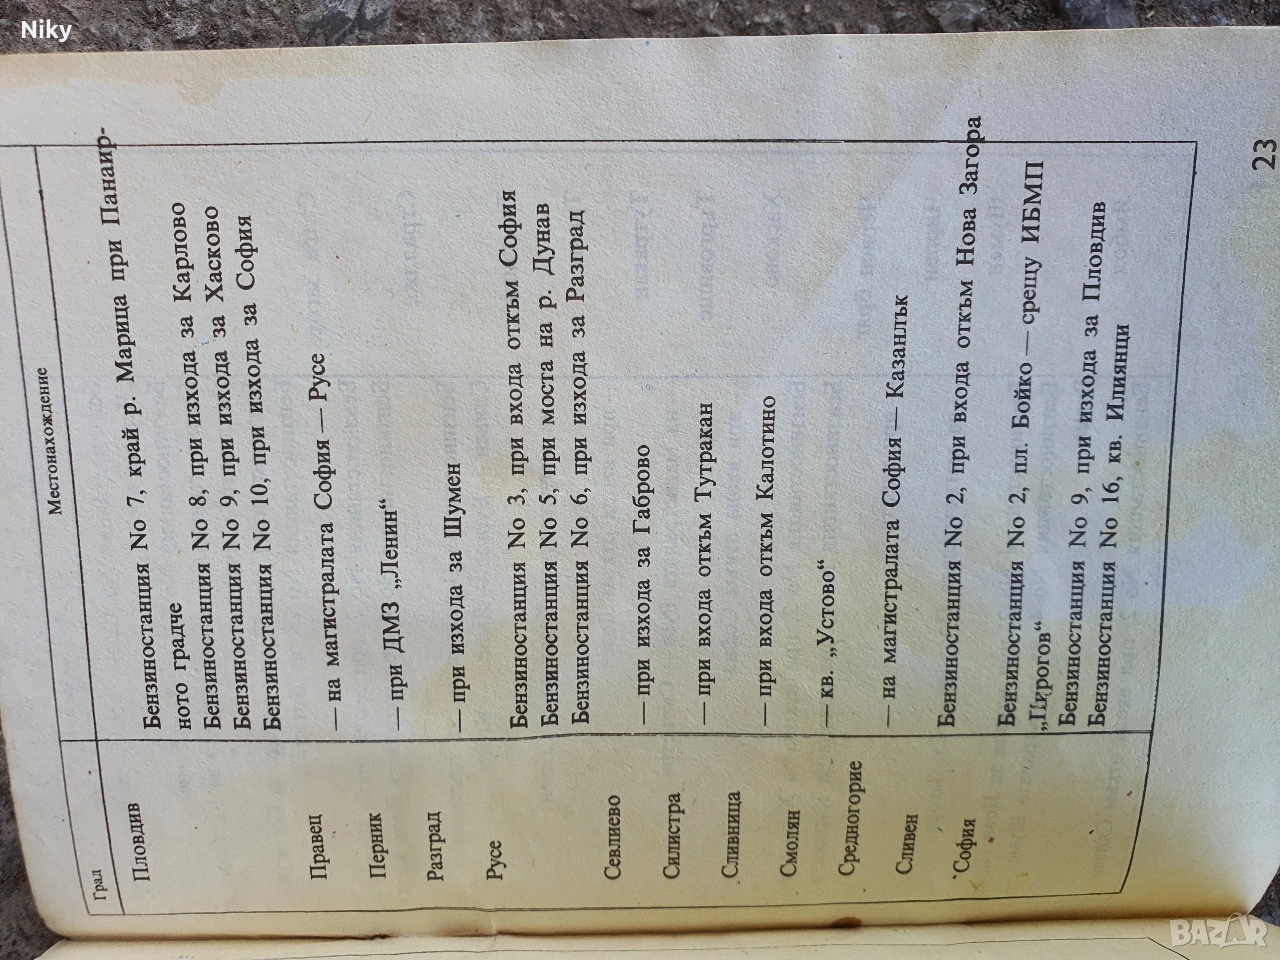 Niky
Град Местонахождение
Пловдив Бензиностанция No 7, край р. Марица при Панаир-
ното градче
Бензиностанция No 8, при изхода за Карлово
Бензиностанция No 9, при изхода за Хасково
Бензиностанция No 10, при изхода за София
Правец — на магистралата София — Русе
Перник — при ДМЗ „Ленин“
Разград — при изхода за Шумен
Русе Бензиностанция No 3, при входа откъм София
Бензиностанция No 5, при моста на р. Дунав
Бензиностанция No 6, при изхода за Разград
Севлиево — при изхода за Габрово
Силистра — при входа откъм Тутракан
Сливница — при входа откъм Калотино
Смолян — кв. „Устово“
Средногорие — на магистралата София — Казанлък
Сливен Бензиностанция No 2, при входа откъм Нова Загора
София Бензиностанция No 2, пл. Бойко — срещу ИБМП
„Пирогов“
Бензиностанция No 9, при изхода за Пловдив
Бензиностанция No 16, кв. Илиянци
23
BAZAR